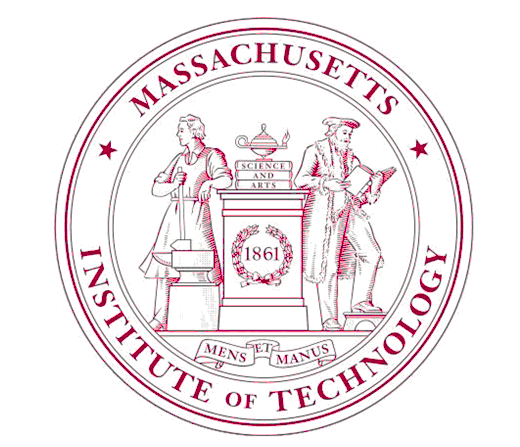 MASSACHUSETTS
INSTITUTE OF TECHNOLOGY
SCIENCE
AND
ARTS
1861
MENS ET MANUS